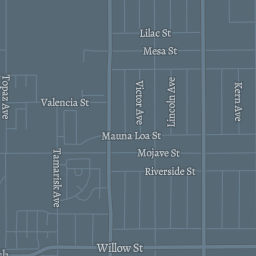 Lilac St
Mesa St
Topaz Ave
Victor Ave
Lincoln Ave
Kern Ave
Valencia St
Mauna Loa St
Mojave St
Tamarisk Ave
Riverside St
Willow St